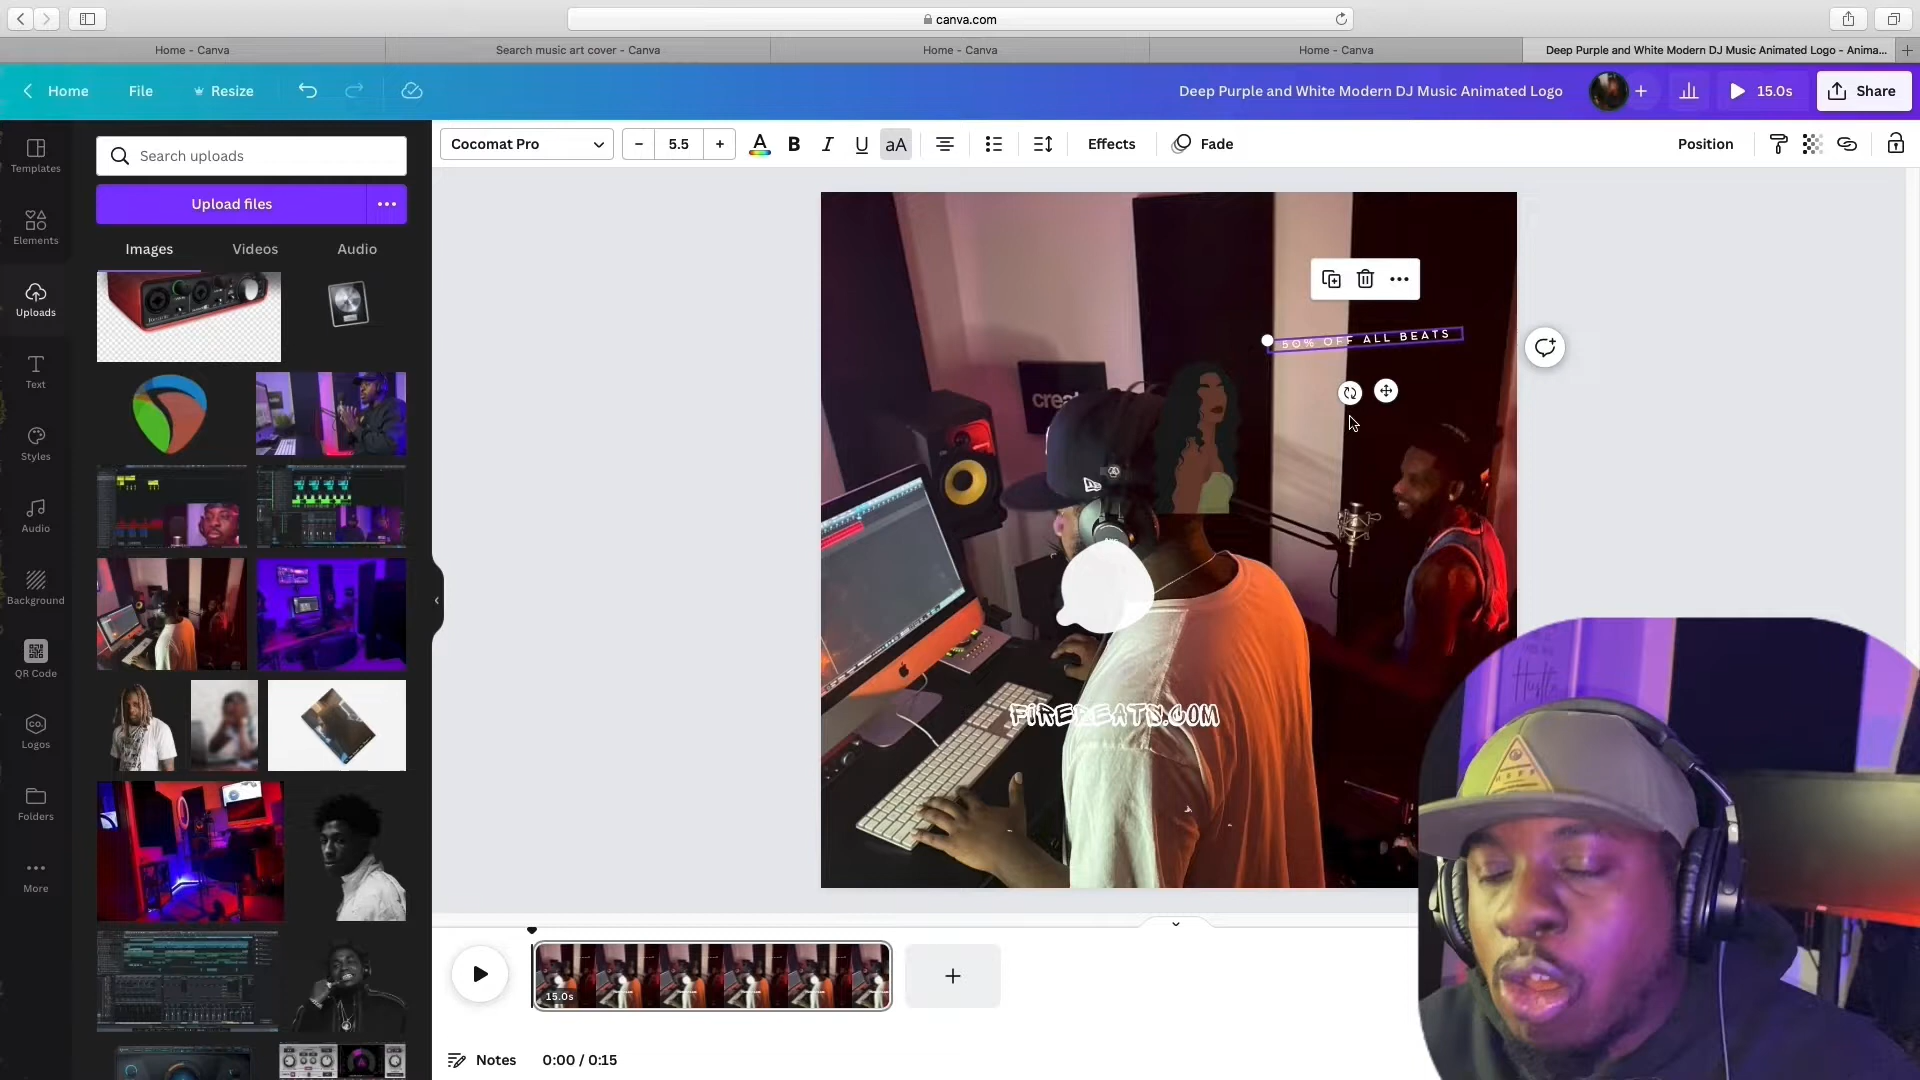 canva.com
Home - Canva
Search music art cover - Canva
Home - Canva
Home - Canva
Deep Purple and White Modern DJ Music Animated Logo - Anima...
Home
File
Resize
Deep Purple and White Modern DJ Music Animated Logo
15.0s
Share
Templates
Elements
Uploads
Text
Styles
Audio
Background
QR Code
Logos
CO.
Folders
More
Search uploads
Upload files
Images
Videos
Audio
Cocomat Pro
5.5
A
B
I
U
aA
Effects
Fade
Position
50% OFF ALL BEATS
crea
FIREBEATS.COM
15.0s
Notes
0:00 / 0:15
Hustle